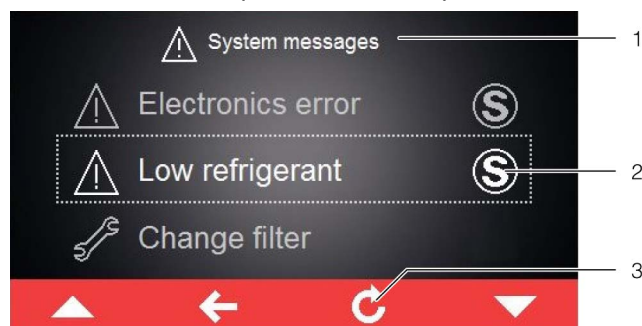 System messages
1
Electronics error
S
Low refrigerant
S
2
Change filter
3